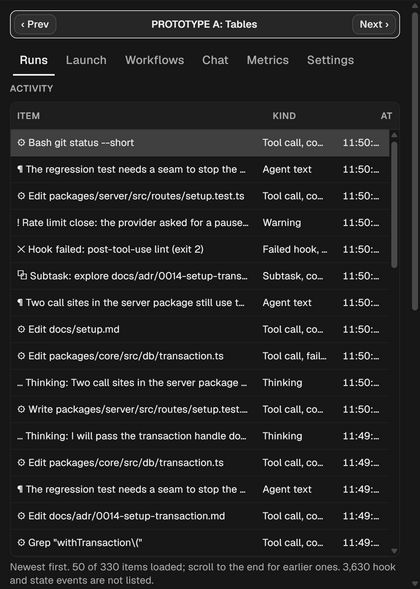 ‹ Prev PROTOTYPE A: Tables Next ›
Runs Launch Workflows Chat Metrics Settings
ACTIVITY
ITEM KIND AT
Bash git status --short Tool call, co... 11:50:...
¶ The regression test needs a seam to stop the ... Agent text 11:50:...
Edit packages/server/src/routes/setup.test.ts Tool call, co... 11:50:...
! Rate limit close: the provider asked for a pause... Warning 11:50:...
Hook failed: post-tool-use lint (exit 2) Failed hook, ... 11:50:...
Subtask: explore docs/adr/0014-setup-trans... Subtask, co... 11:50:...
¶ Two call sites in the server package still use t... Agent text 11:50:...
Edit docs/setup.md Tool call, co... 11:50:...
Edit packages/core/src/db/transaction.ts Tool call, fail... 11:50:...
… Thinking: Two call sites in the server package ... Thinking 11:50:...
Write packages/server/src/routes/setup.test.... Tool call, co... 11:50:...
… Thinking: I will pass the transaction handle do... Thinking 11:49:...
Edit packages/core/src/db/transaction.ts Tool call, co... 11:49:...
¶ The regression test needs a seam to stop the ... Agent text 11:49:...
Edit docs/adr/0014-setup-transaction.md Tool call, co... 11:49:...
Grep "withTransaction\(" Tool call, co... 11:49:...
Newest first. 50 of 330 items loaded; scroll to the end for earlier ones. 3,630 hook
and state events are not listed.